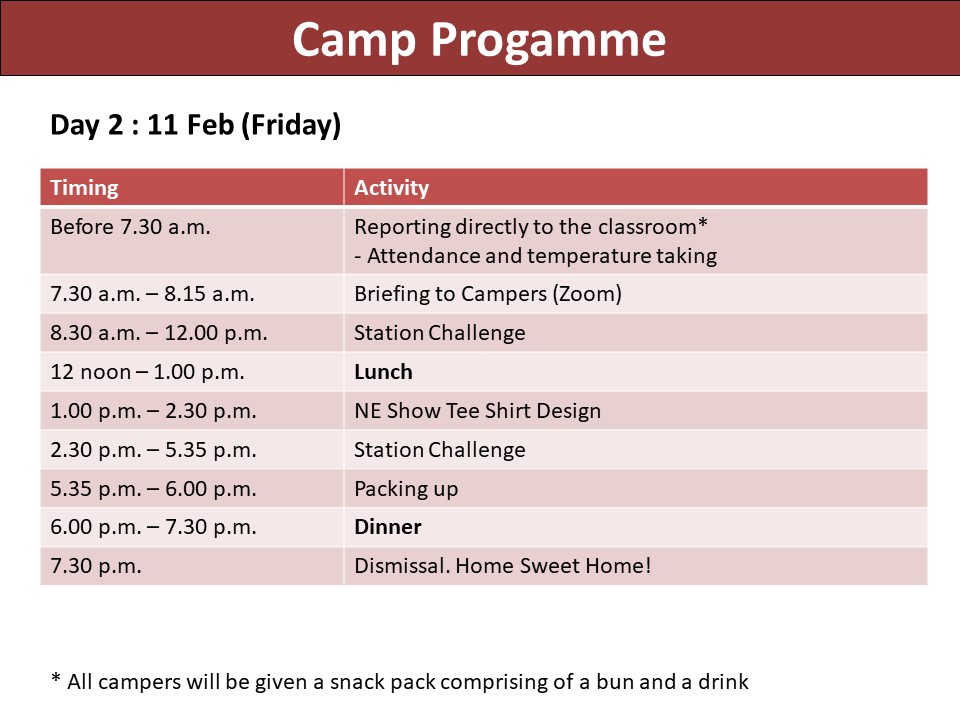 Camp Progamme
Day 2 : 11 Feb (Friday)
Timing Activity
Before 7.30 a.m. Reporting directly to the classroom*
- Attendance and temperature taking
7.30 a.m. – 8.15 a.m. Briefing to Campers (Zoom)
8.30 a.m. – 12.00 p.m. Station Challenge
12 noon – 1.00 p.m. Lunch
1.00 p.m. – 2.30 p.m. NE Show Tee Shirt Design
2.30 p.m. – 5.35 p.m. Station Challenge
5.35 p.m. – 6.00 p.m. Packing up
6.00 p.m. – 7.30 p.m. Dinner
7.30 p.m. Dismissal. Home Sweet Home!
* All campers will be given a snack pack comprising of a bun and a drink